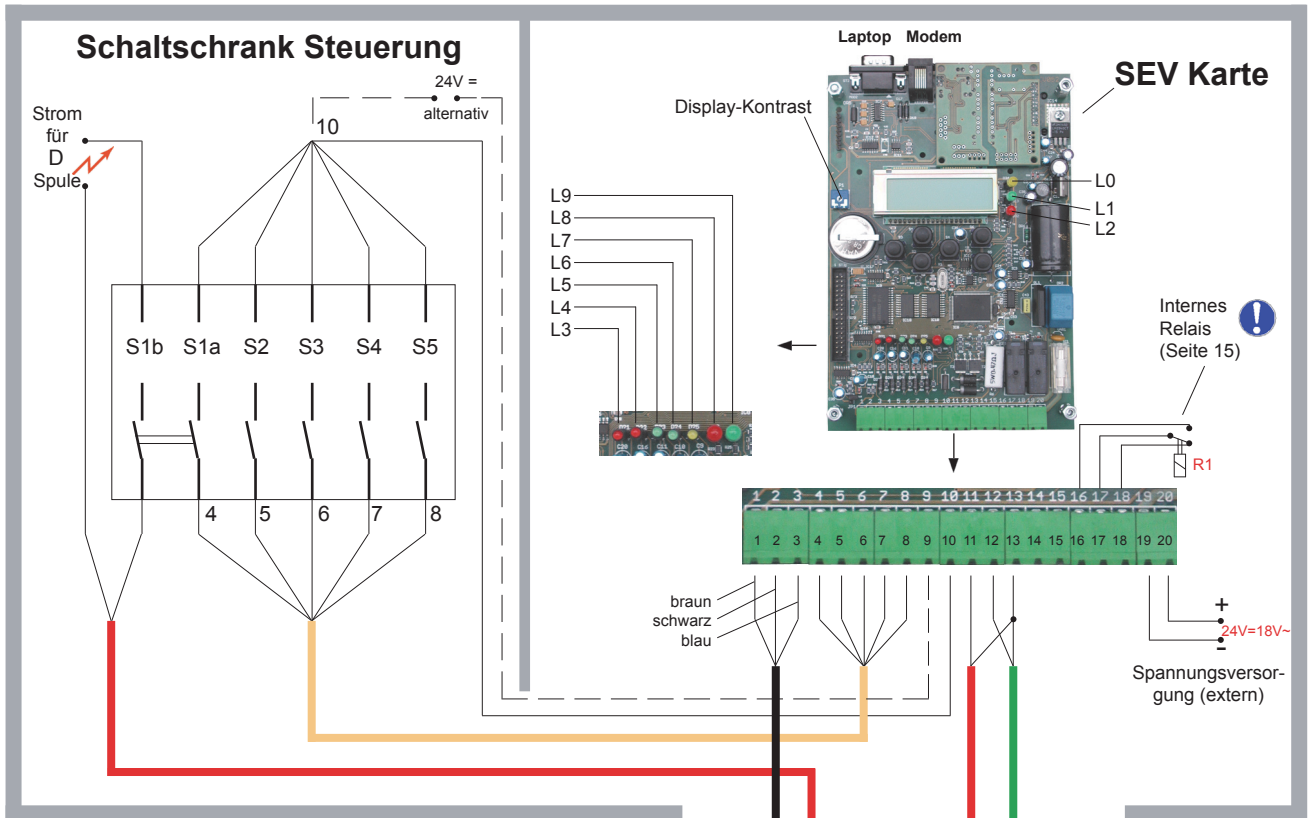 Schaltschrank Steuerung
24V =
alternativ
Strom
für
D
Spule
10
S1b S1a S2 S3 S4 S5
4 5 6 7 8
Laptop Modem
SEV Karte
Display-Kontrast
L0
L1
L2
L9
L8
L7
L6
L5
L4
L3
Internes
Relais
(Seite 15)
R1
1 2 3 4 5 6 7 8 9 10 11 12 13 14 15 16 17 18 19 20
1 2 3 4 5 6 7 8 9 10 11 12 13 14 15 16 17 18 19 20
braun
schwarz
blau
+
24V=18V~
-
Spannungsversor-
gung (extern)